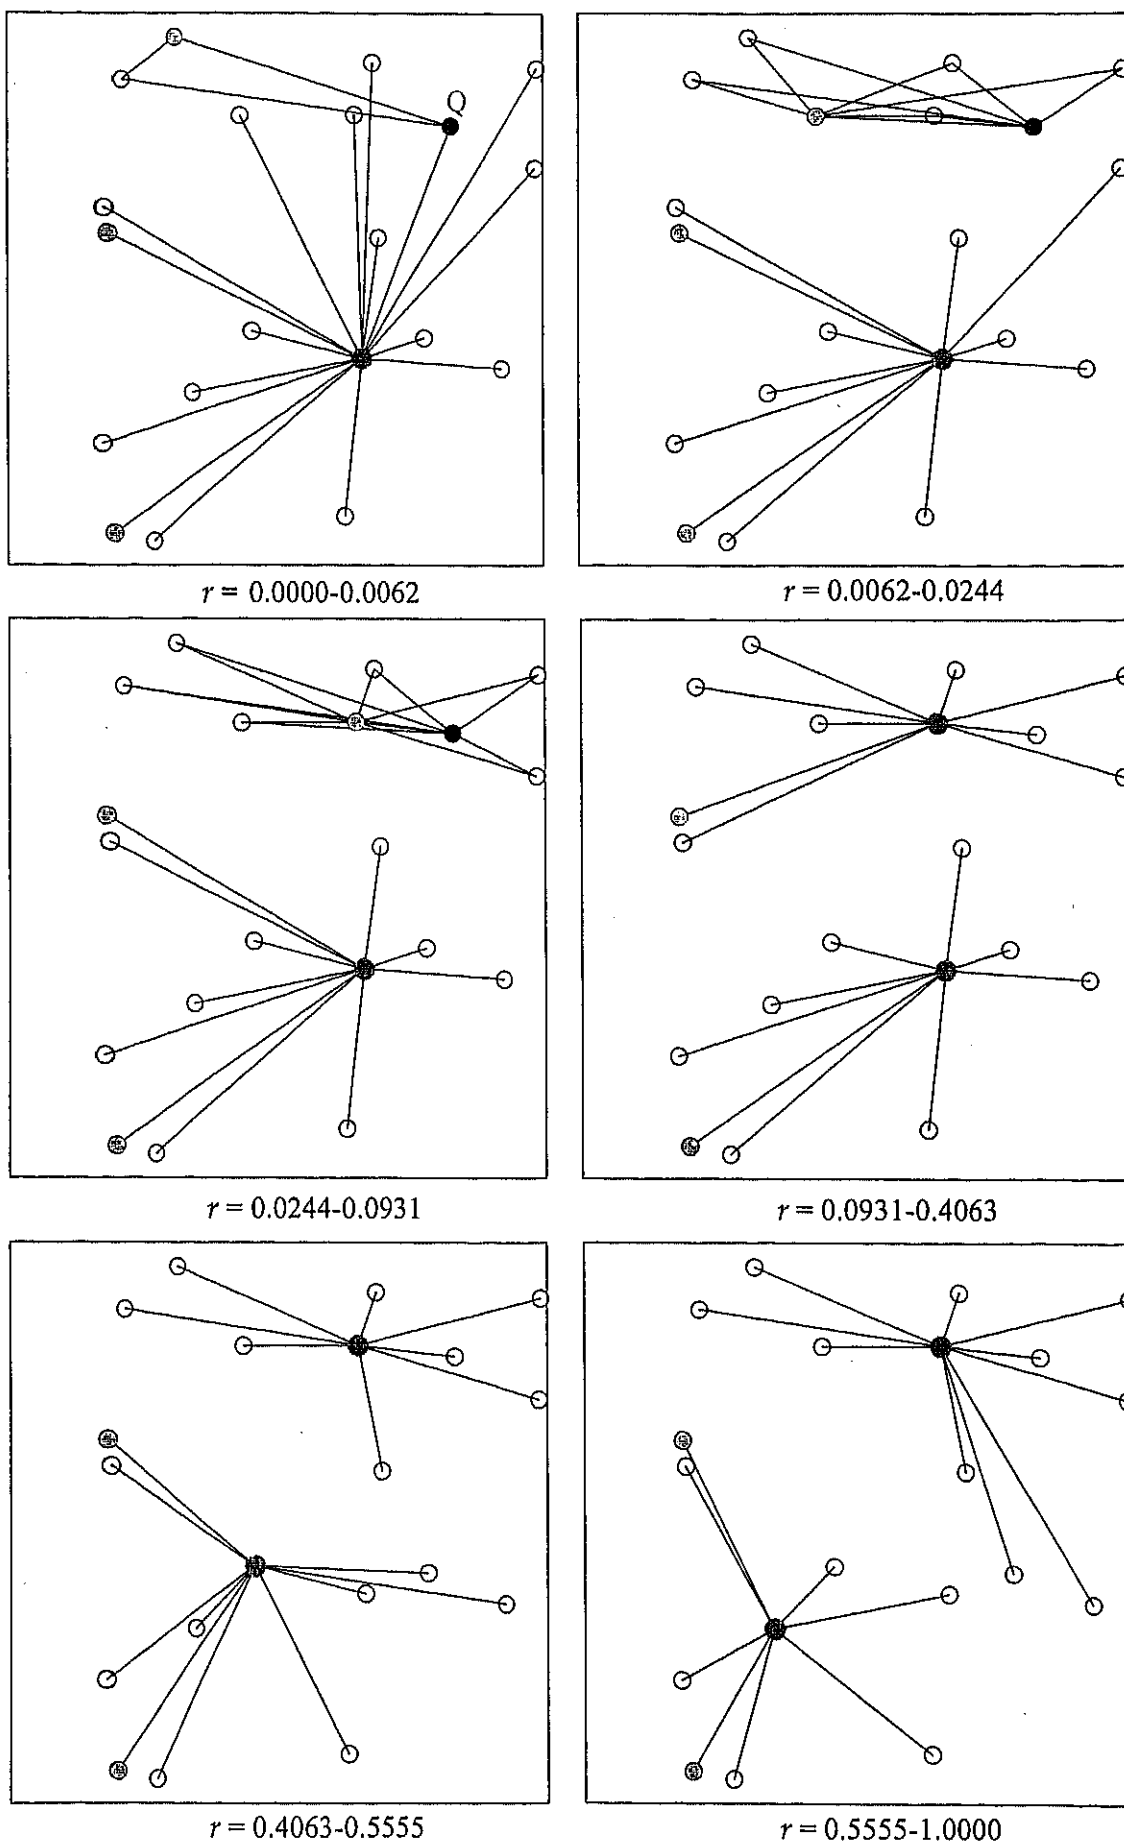 Q
r = 0.0000-0.0062
r = 0.0062-0.0244
r = 0.0244-0.0931
r = 0.0931-0.4063
r = 0.4063-0.5555
r = 0.5555-1.0000